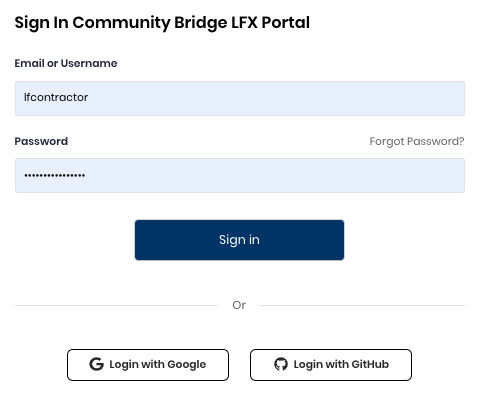 Sign In Community Bridge LFX Portal
Email or Username
lfcontractor
Password Forgot Password?
••••••••••••••••
Sign in
Or
Login with Google Login with GitHub